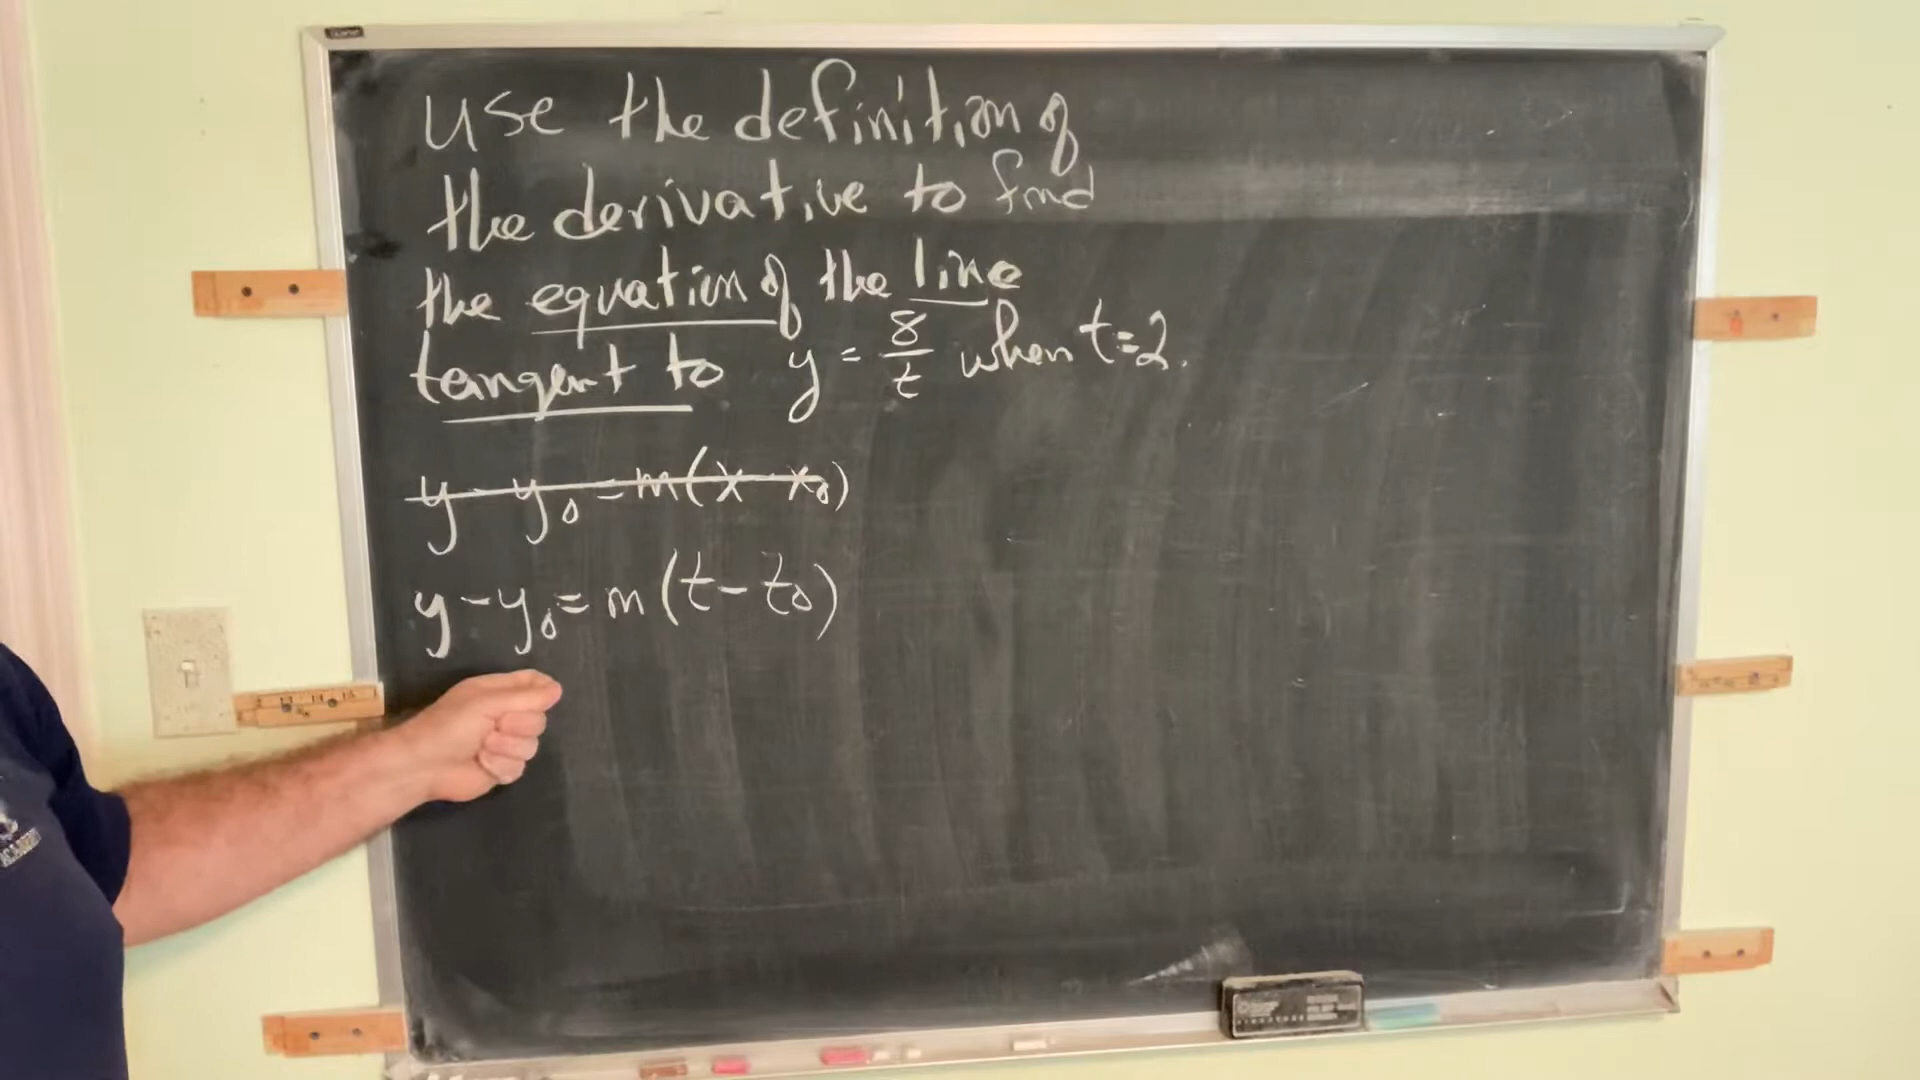 use the definition of
the derivative to find
the equation of the line
tangent to y = 8/t when t=2.
y - y₀ = m(x - x₀)
y - y₀ = m(t - t₀)